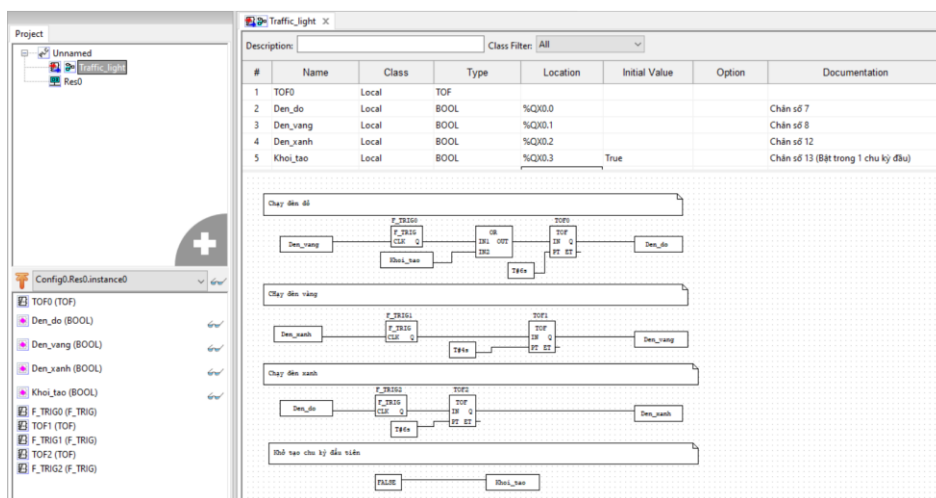 Project
Unnamed
Traffic_light
Res0
Config0.Res0.instance0
TOF0 (TOF)
Den_do (BOOL)
Den_vang (BOOL)
Den_xanh (BOOL)
Khoi_tao (BOOL)
F_TRIG0 (F_TRIG)
TOF1 (TOF)
F_TRIG1 (F_TRIG)
TOF2 (TOF)
F_TRIG2 (F_TRIG)
Traffic_light X
Description: Class Filter: All
# Name Class Type Location Initial Value Option Documentation
1 TOF0 Local TOF
2 Den_do Local BOOL %QX0.0 Chân số 7
3 Den_vang Local BOOL %QX0.1 Chân số 8
4 Den_xanh Local BOOL %QX0.2 Chân số 12
5 Khoi_tao Local BOOL %QX0.3 True Chân số 13 (Bật trong 1 chu kỳ đầu)
Chạy đèn đỏ
F_TRIG0 TOF0
F_TRIG OR TOF
Den_vang CLK Q IN1 OUT IN Q Den_do
IN2 PT ET
Khoi_tao
T#6s
CHạy đèn vàng
F_TRIG1 TOF1
F_TRIG TOF
Den_xanh CLK Q IN Q Den_vang
T#4s PT ET
Chạy đèn xanh
F_TRIG2 TOF2
F_TRIG TOF
Den_do CLK Q IN Q Den_xanh
PT ET
T#6s
Khở tạo chu kỳ đầu tiên
FALSE Khoi_tao